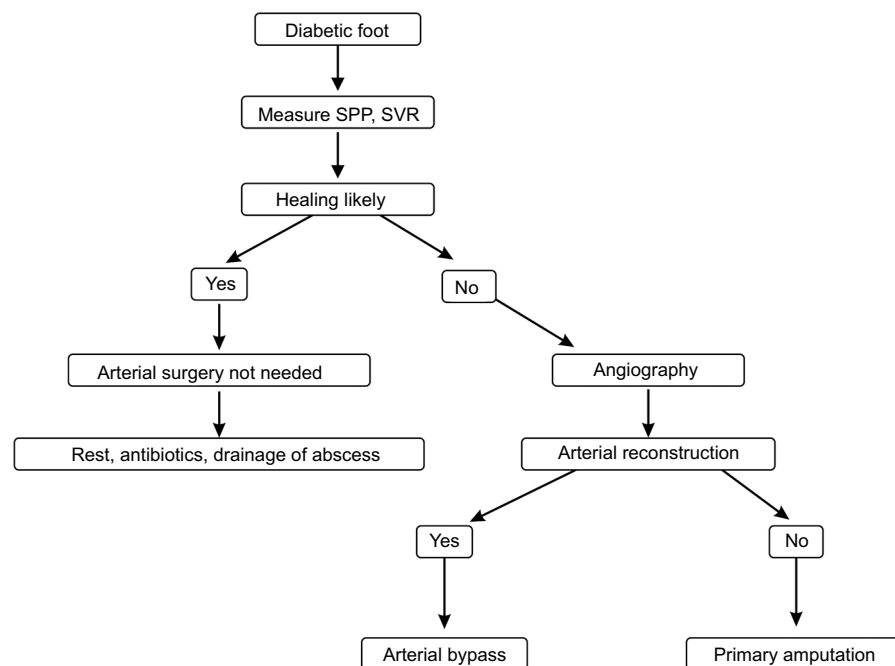 Diabetic foot
Measure SPP, SVR
Healing likely
Yes
No
Arterial surgery not needed
Angiography
Rest, antibiotics, drainage of abscess
Arterial reconstruction
Yes
No
Arterial bypass
Primary amputation